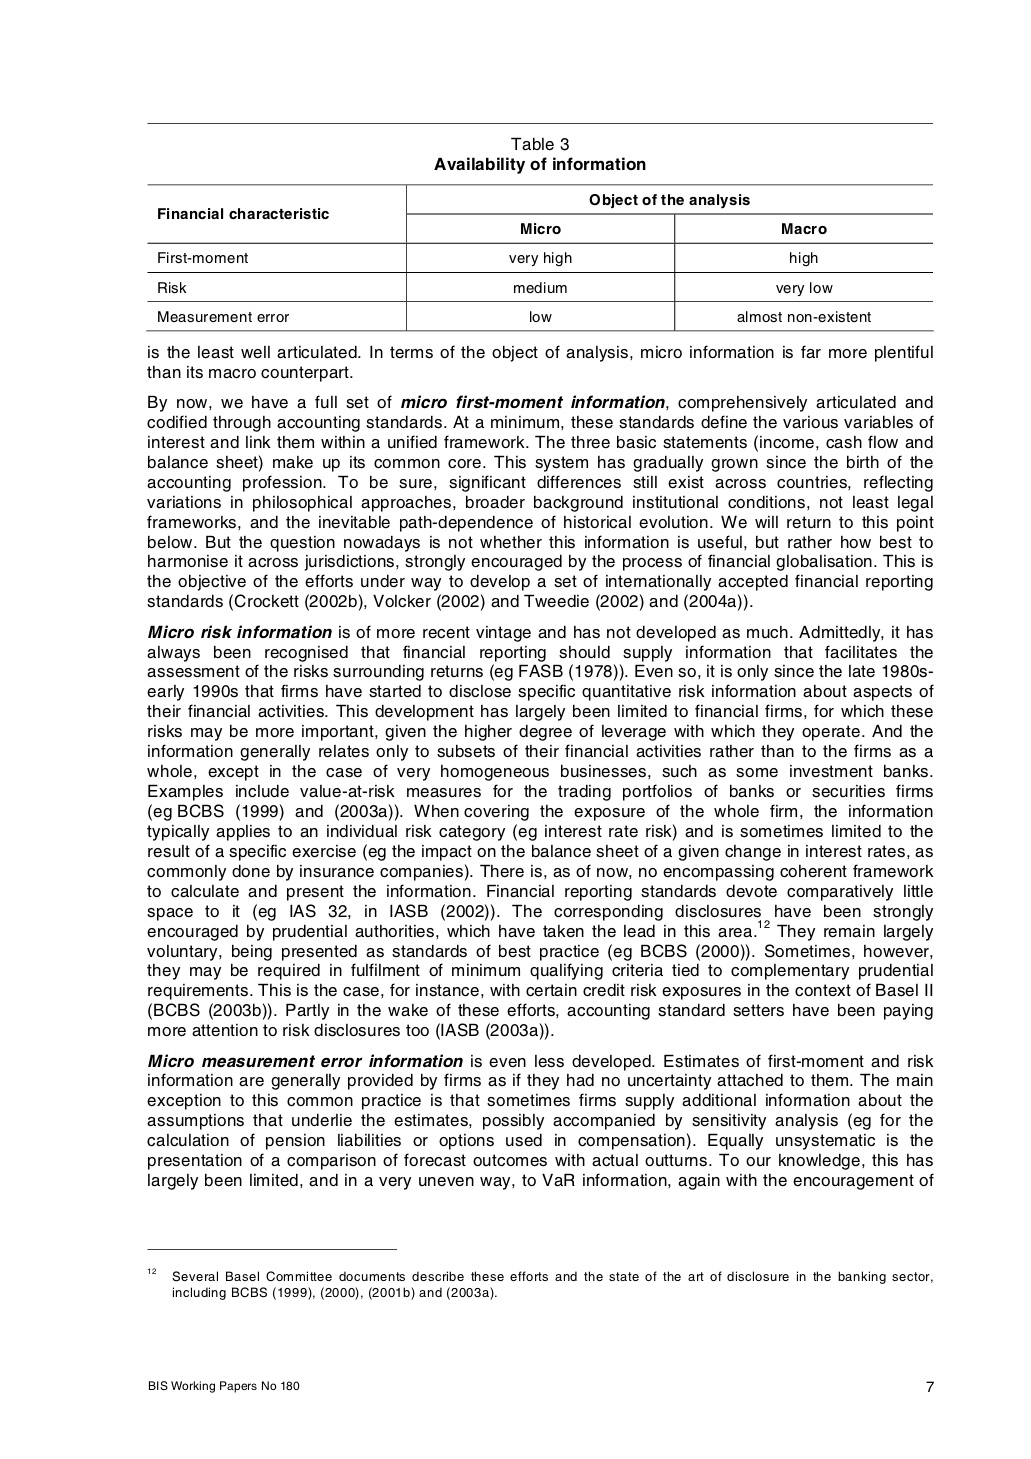 Table 3
Availability of information
Financial characteristic
Object of the analysis
Micro
Macro
First-moment
very high
high
Risk
medium
very low
Measurement error
low
almost non-existent
is the least well articulated. In terms of the object of analysis, micro information is far more plentiful
than its macro counterpart.
By now, we have a full set of micro first-moment information, comprehensively articulated and
codified through accounting standards. At a minimum, these standards define the various variables of
interest and link them within a unified framework. The three basic statements (income, cash flow and
balance sheet) make up its common core. This system has gradually grown since the birth of the
accounting profession. To be sure, significant differences still exist across countries, reflecting
variations in philosophical approaches, broader background institutional conditions, not least legal
frameworks, and the inevitable path-dependence of historical evolution. We will return to this point
below. But the question nowadays is not whether this information is useful, but rather how best to
harmonise it across jurisdictions, strongly encouraged by the process of financial globalisation. This is
the objective of the efforts under way to develop a set of internationally accepted financial reporting
standards (Crockett (2002b), Volcker (2002) and Tweedie (2002) and (2004a)).
Micro risk information is of more recent vintage and has not developed as much. Admittedly, it has
always been recognised that financial reporting should supply information that facilitates the
assessment of the risks surrounding returns (eg FASB (1978)). Even so, it is only since the late 1980s-
early 1990s that firms have started to disclose specific quantitative risk information about aspects of
their financial activities. This development has largely been limited to financial firms, for which these
risks may be more important, given the higher degree of leverage with which they operate. And the
information generally relates only to subsets of their financial activities rather than to the firms as a
whole, except in the case of very homogeneous businesses, such as some investment banks.
Examples include value-at-risk measures for the trading portfolios of banks or securities firms
(eg BCBS (1999) and (2003a)). When covering the exposure of the whole firm, the information
typically applies to an individual risk category (eg interest rate risk) and is sometimes limited to the
result of a specific exercise (eg the impact on the balance sheet of a given change in interest rates, as
commonly done by insurance companies). There is, as of now, no encompassing coherent framework
to calculate and present the information. Financial reporting standards devote comparatively little
space to it (eg IAS 32, in IASB (2002)). The corresponding disclosures have been strongly
encouraged by prudential authorities, which have taken the lead in this area.12 They remain largely
voluntary, being presented as standards of best practice (eg BCBS (2000)). Sometimes, however,
they may be required in fulfilment of minimum qualifying criteria tied to complementary prudential
requirements. This is the case, for instance, with certain credit risk exposures in the context of Basel II
(BCBS (2003b)). Partly in the wake of these efforts, accounting standard setters have been paying
more attention to risk disclosures too (IASB (2003a)).
Micro measurement error information is even less developed. Estimates of first-moment and risk
information are generally provided by firms as if they had no uncertainty attached to them. The main
exception to this common practice is that sometimes firms supply additional information about the
assumptions that underlie the estimates, possibly accompanied by sensitivity analysis (eg for the
calculation of pension liabilities or options used in compensation). Equally unsystematic is the
presentation of a comparison of forecast outcomes with actual outturns. To our knowledge, this has
largely been limited, and in a very uneven way, to VaR information, again with the encouragement of
12 Several Basel Committee documents describe these efforts and the state of the art of disclosure in the banking sector,
including BCBS (1999), (2000), (2001b) and (2003a).
BIS Working Papers No 180
7